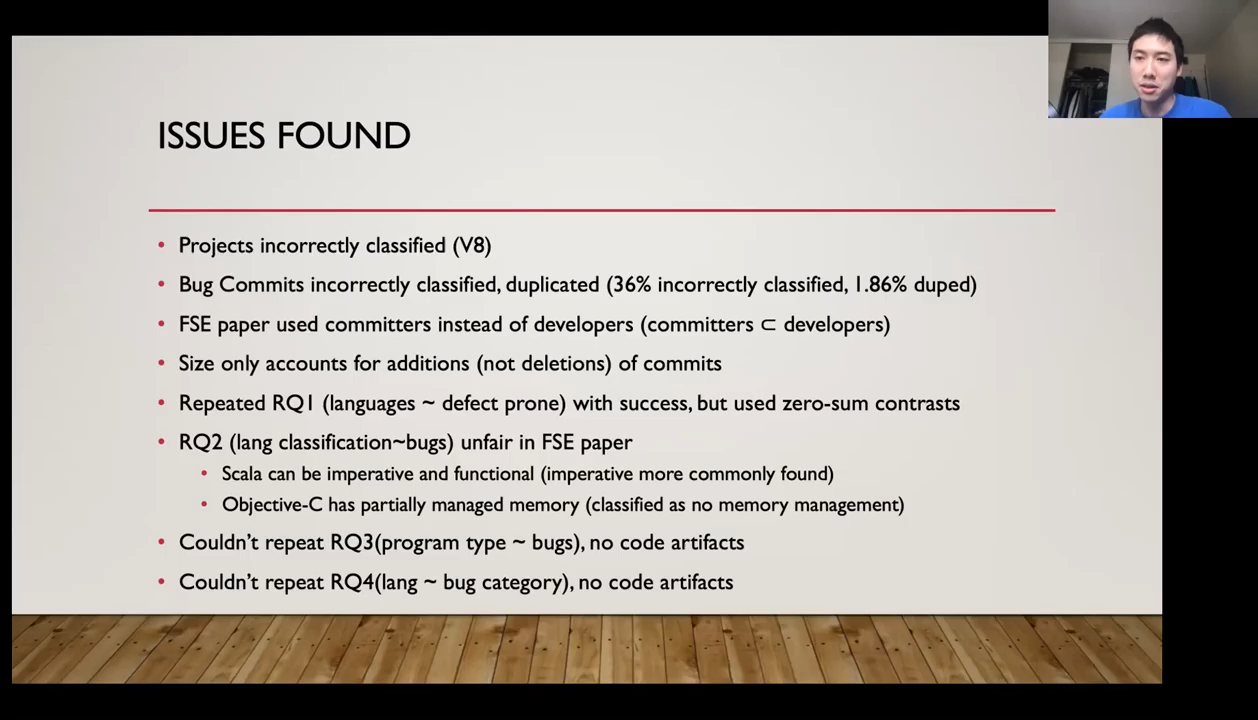 ISSUES FOUND
• Projects incorrectly classified (V8)
• Bug Commits incorrectly classified, duplicated (36% incorrectly classified, 1.86% duped)
• FSE paper used committers instead of developers (committers ⊂ developers)
• Size only accounts for additions (not deletions) of commits
• Repeated RQ1 (languages ~ defect prone) with success, but used zero-sum contrasts
• RQ2 (lang classification~bugs) unfair in FSE paper
• Scala can be imperative and functional (imperative more commonly found)
• Objective-C has partially managed memory (classified as no memory management)
• Couldn't repeat RQ3(program type ~ bugs), no code artifacts
• Couldn't repeat RQ4(lang ~ bug category), no code artifacts